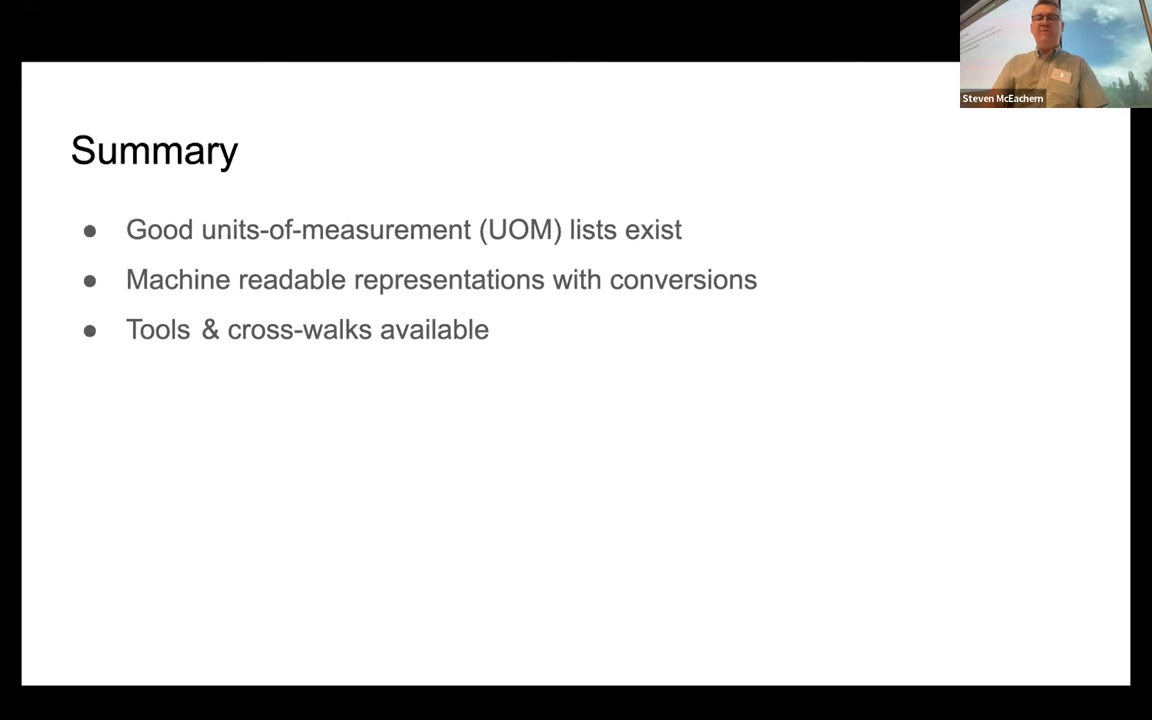 Steven McEachern
Summary
● Good units-of-measurement (UOM) lists exist
● Machine readable representations with conversions
● Tools & cross-walks available